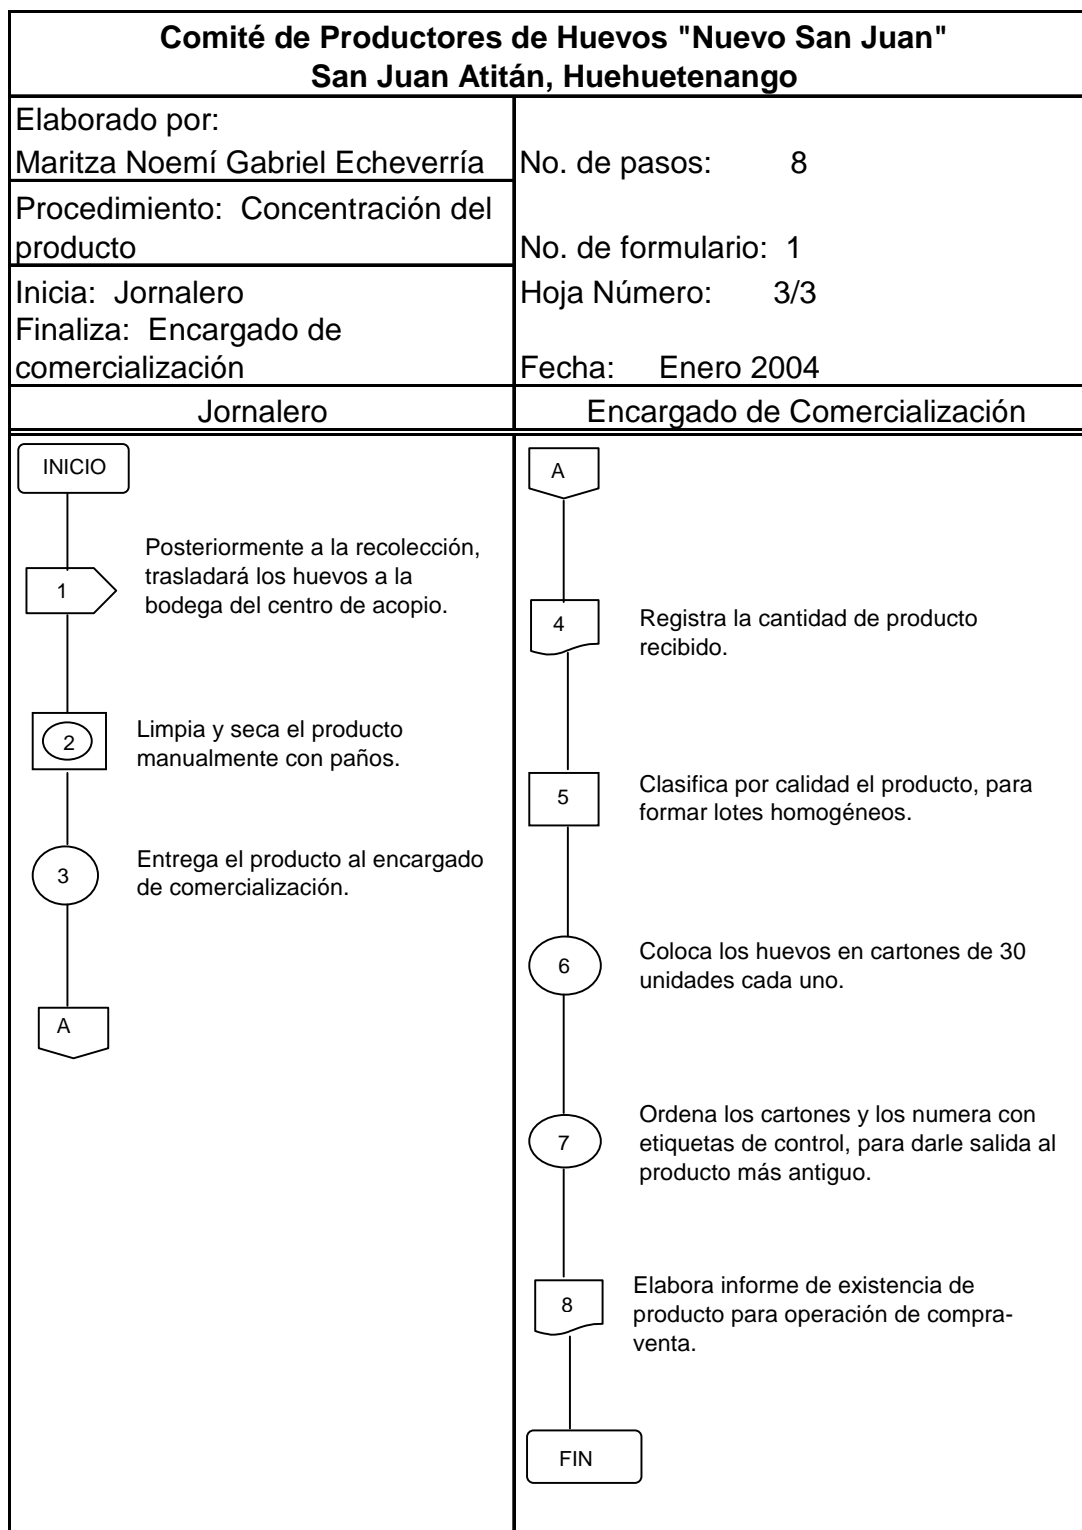 Comité de Productores de Huevos "Nuevo San Juan"
San Juan Atitán, Huehuetenango
Elaborado por:
Maritza Noemí Gabriel Echeverría
No. de pasos: 8
Procedimiento: Concentración del
producto
No. de formulario: 1
Inicia: Jornalero
Hoja Número: 3/3
Finaliza: Encargado de
comercialización
Fecha: Enero 2004
Jornalero
Encargado de Comercialización
INICIO
1
Posteriormente a la recolección,
trasladará los huevos a la
bodega del centro de acopio.
2
Limpia y seca el producto
manualmente con paños.
3
Entrega el producto al encargado
de comercialización.
A
A
4
Registra la cantidad de producto
recibido.
5
Clasifica por calidad el producto, para
formar lotes homogéneos.
6
Coloca los huevos en cartones de 30
unidades cada uno.
7
Ordena los cartones y los numera con
etiquetas de control, para darle salida al
producto más antiguo.
8
Elabora informe de existencia de
producto para operación de compra-
venta.
FIN